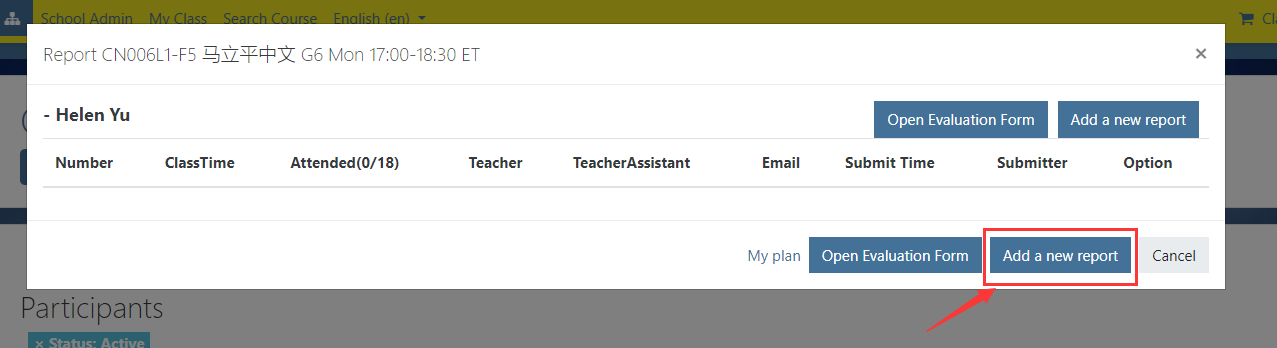 School Admin My Class Search Course English (en) Cl
Report CN006L1-F5 马立平中文 G6 Mon 17:00-18:30 ET ×
- Helen Yu Open Evaluation Form Add a new report
Number ClassTime Attended(0/18) Teacher TeacherAssistant Email Submit Time Submitter Option
My plan Open Evaluation Form Add a new report Cancel
Participants
× Status: Active